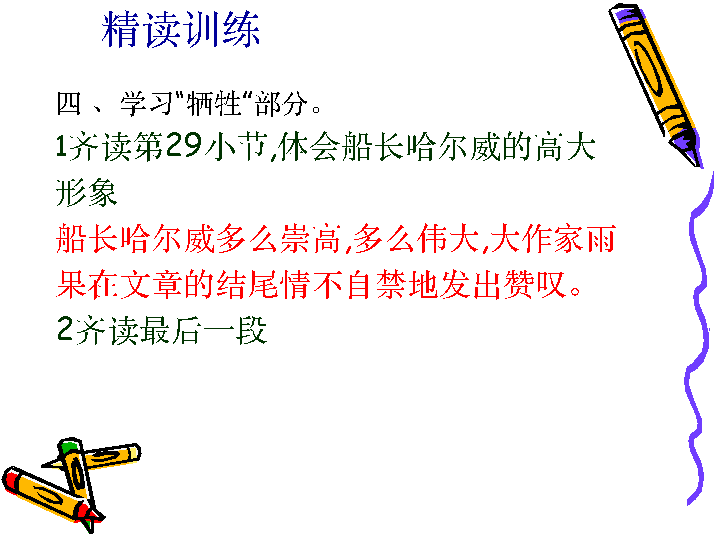 精读训练
四 、学习“牺牲”部分。
1齐读第29小节,体会船长哈尔威的高大
形象
船长哈尔威多么崇高,多么伟大,大作家雨
果在文章的结尾情不自禁地发出赞叹。
2齐读最后一段